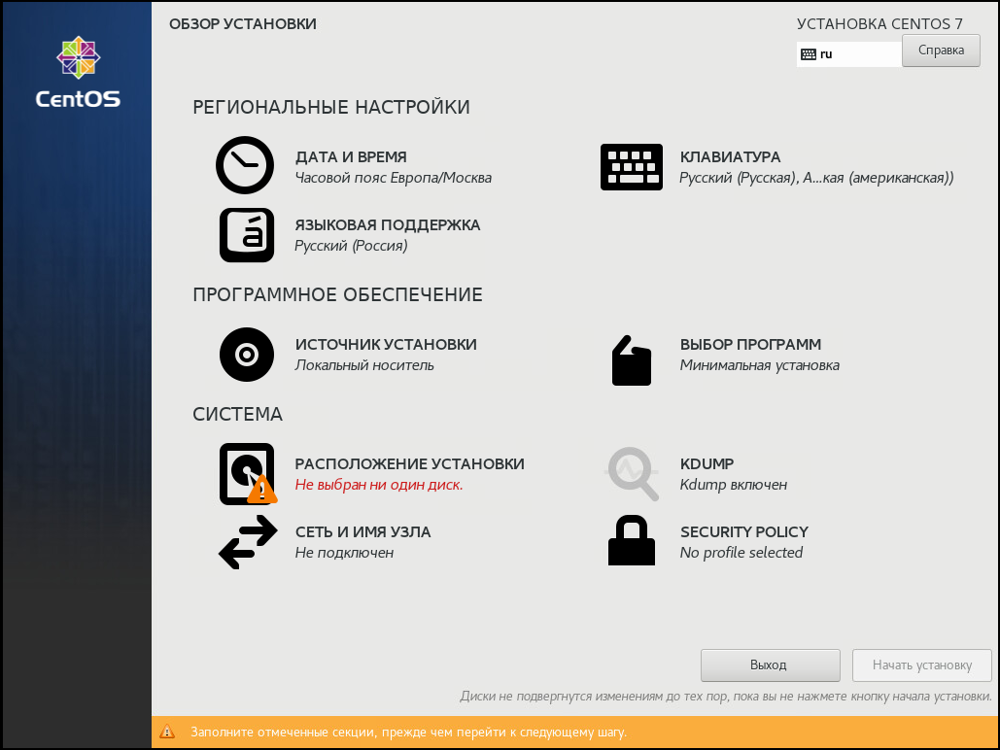 CentOS
ОБЗОР УСТАНОВКИ
УСТАНОВКА CENTOS 7
ru
Справка
РЕГИОНАЛЬНЫЕ НАСТРОЙКИ
ДАТА И ВРЕМЯ
Часовой пояс Европа/Москва
КЛАВИАТУРА
Русский (Русская), А...кая (американская))
á
ЯЗЫКОВАЯ ПОДДЕРЖКА
Русский (Россия)
ПРОГРАММНОЕ ОБЕСПЕЧЕНИЕ
ИСТОЧНИК УСТАНОВКИ
Локальный носитель
ВЫБОР ПРОГРАММ
Минимальная установка
СИСТЕМА
РАСПОЛОЖЕНИЕ УСТАНОВКИ
Не выбран ни один диск.
KDUMP
Kdump включен
СЕТЬ И ИМЯ УЗЛА
Не подключен
SECURITY POLICY
No profile selected
Выход
Начать установку
Диски не подвергнутся изменениям до тех пор, пока вы не нажмете кнопку начала установки.
Заполните отмеченные секции, прежде чем перейти к следующему шагу.